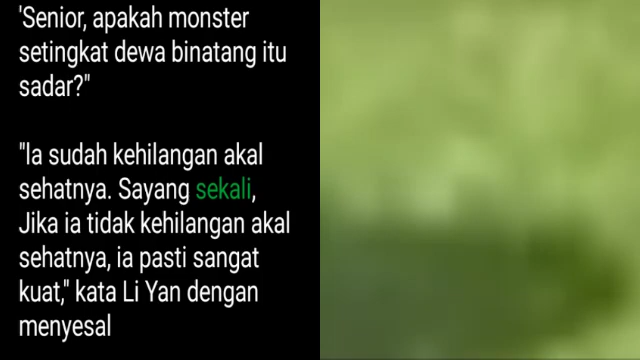 'Senior, apakah monster
setingkat dewa binatang itu
sadar?"
"Ia sudah kehilangan akal
sehatnya. Sayang sekali,
Jika ia tidak kehilangan akal
sehatnya, ia pasti sangat
kuat," kata Li Yan dengan
menyesal